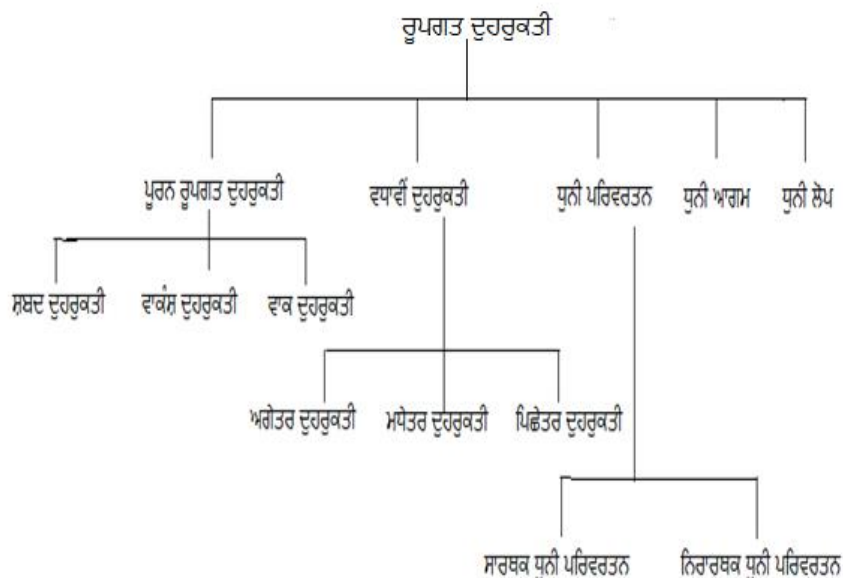 ਰੂਪਗਤ ਦੁਹਰੁਕਤੀ
ਪੂਰਨ ਰੂਪਗਤ ਦੁਹਰੁਕਤੀ ਵਧਾਵੀਂ ਦੁਹਰੁਕਤੀ ਧੁਨੀ ਪਰਿਵਰਤਨ ਧੁਨੀ ਆਗਮ ਧੁਨੀ ਲੋਪ
ਸ਼ਬਦ ਦੁਹਰੁਕਤੀ ਵਾਕੰਸ਼ ਦੁਹਰੁਕਤੀ ਵਾਕ ਦੁਹਰੁਕਤੀ
ਅਗੇਤਰ ਦੁਹਰੁਕਤੀ ਮਧੇਤਰ ਦੁਹਰੁਕਤੀ ਪਿਛੇਤਰ ਦੁਹਰੁਕਤੀ
ਸਾਰਥਕ ਧੁਨੀ ਪਰਿਵਰਤਨ ਨਿਰਾਰਥਕ ਧੁਨੀ ਪਰਿਵਰਤਨ